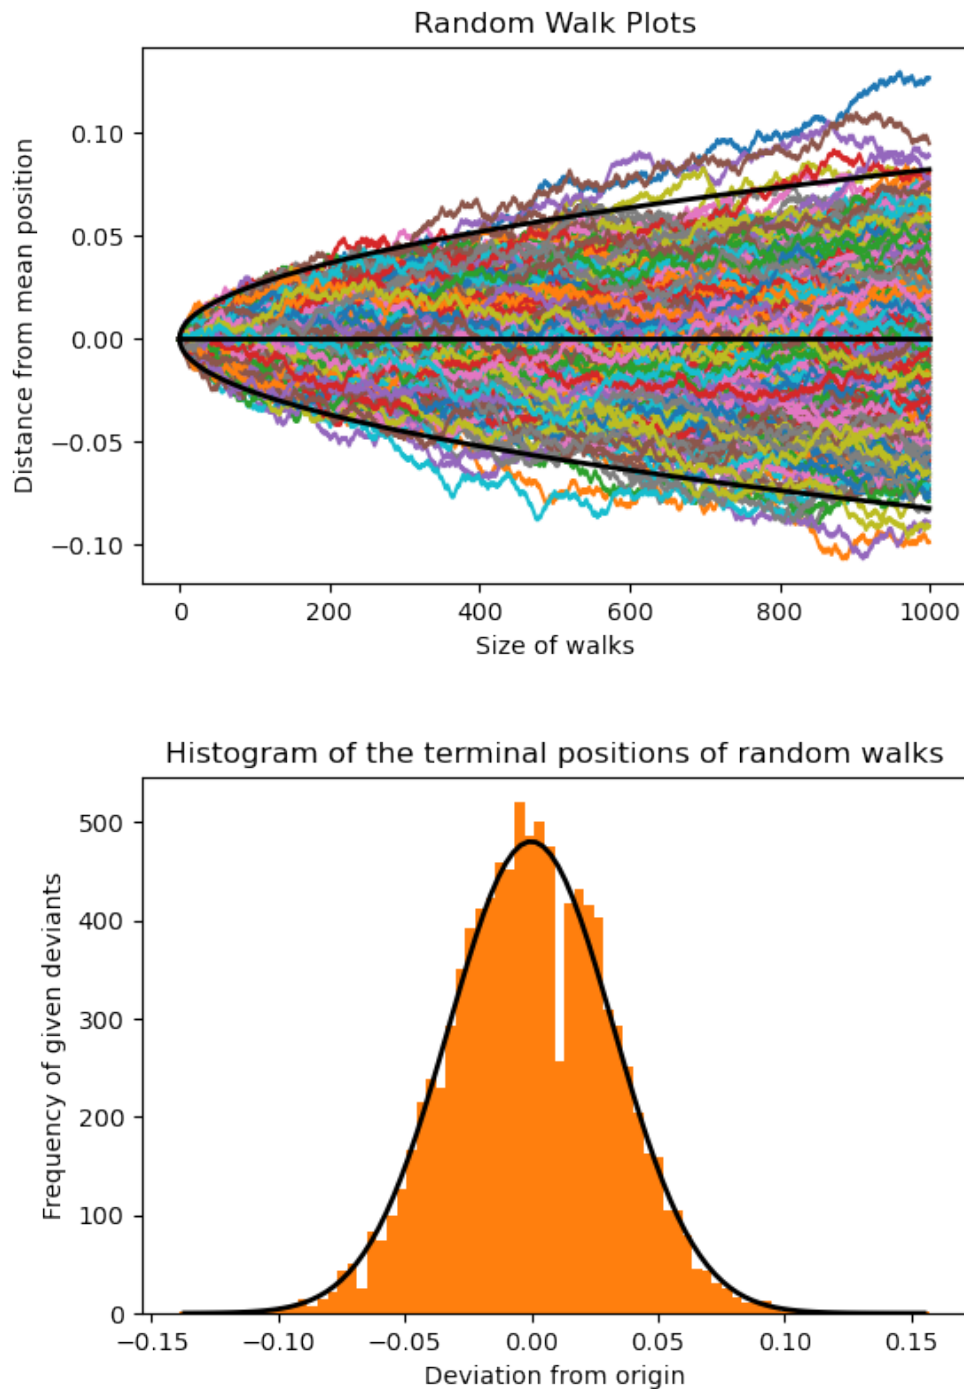 Random Walk Plots
0.10
0.05
0.00
−0.05
−0.10
Distance from mean position
0 200 400 600 800 1000
Size of walks
Histogram of the terminal positions of random walks
500
400
300
200
100
0
Frequency of given deviants
−0.15 −0.10 −0.05 0.00 0.05 0.10 0.15
Deviation from origin